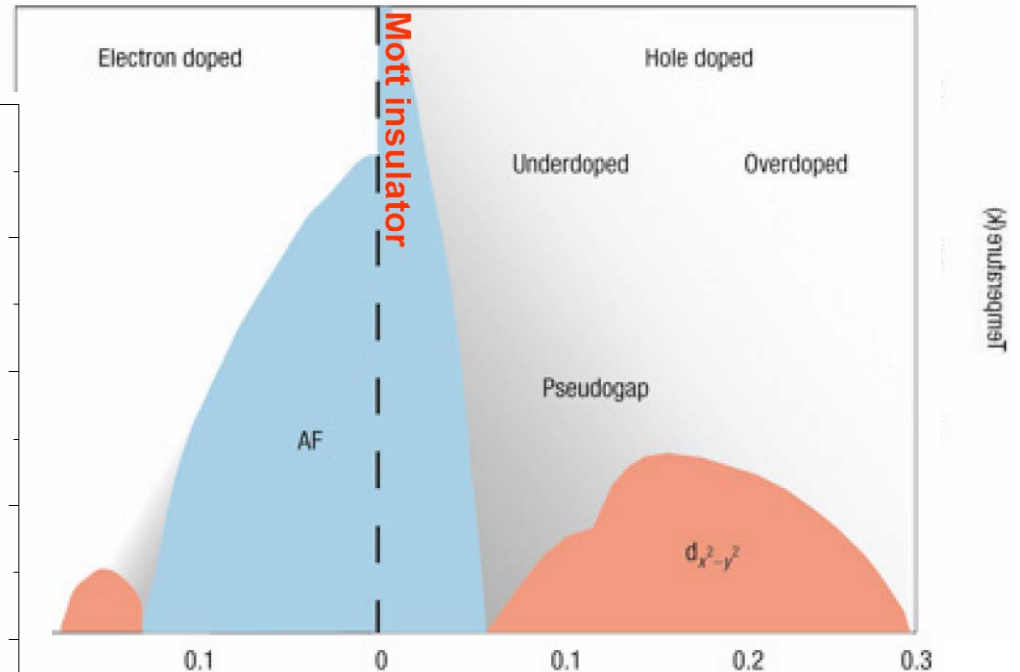 Electron doped
Mott insulator
Hole doped
Underdoped
Overdoped
Temperature (K)
Pseudogap
AF
dx²−y²
0.1
0
0.1
0.2
0.3